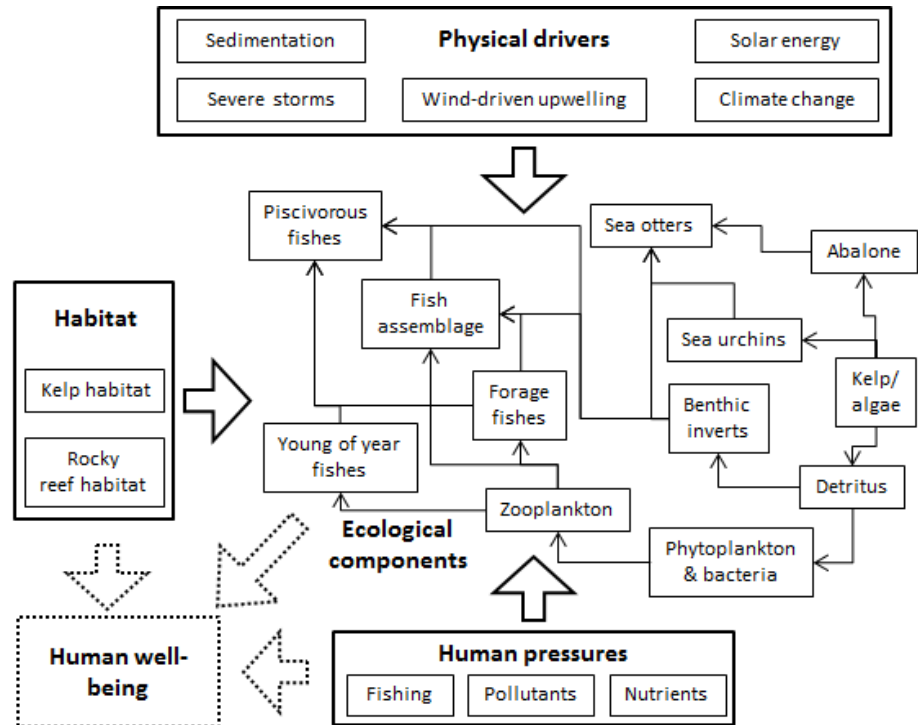 Sedimentation
Physical drivers
Solar energy
Severe storms
Wind-driven upwelling
Climate change
Piscivorous
fishes
Sea otters
Abalone
Habitat
Kelp habitat
Rocky
reef habitat
Fish
assemblage
Sea urchins
Forage
fishes
Benthic
inverts
Kelp/
algae
Young of year
fishes
Detritus
Zooplankton
Ecological
components
Phytoplankton
& bacteria
Human well-
being
Human pressures
Fishing
Pollutants
Nutrients